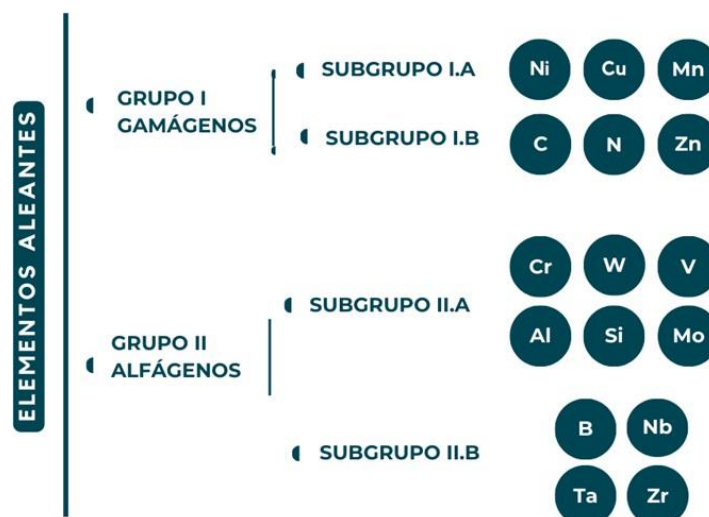 ELEMENTOS ALEANTES
GRUPO I
GAMÁGENOS
SUBGRUPO I.A
Ni Cu Mn
SUBGRUPO I.B
C N Zn
GRUPO II
ALFÁGENOS
SUBGRUPO II.A
Cr W V
Al Si Mo
SUBGRUPO II.B
B Nb
Ta Zr